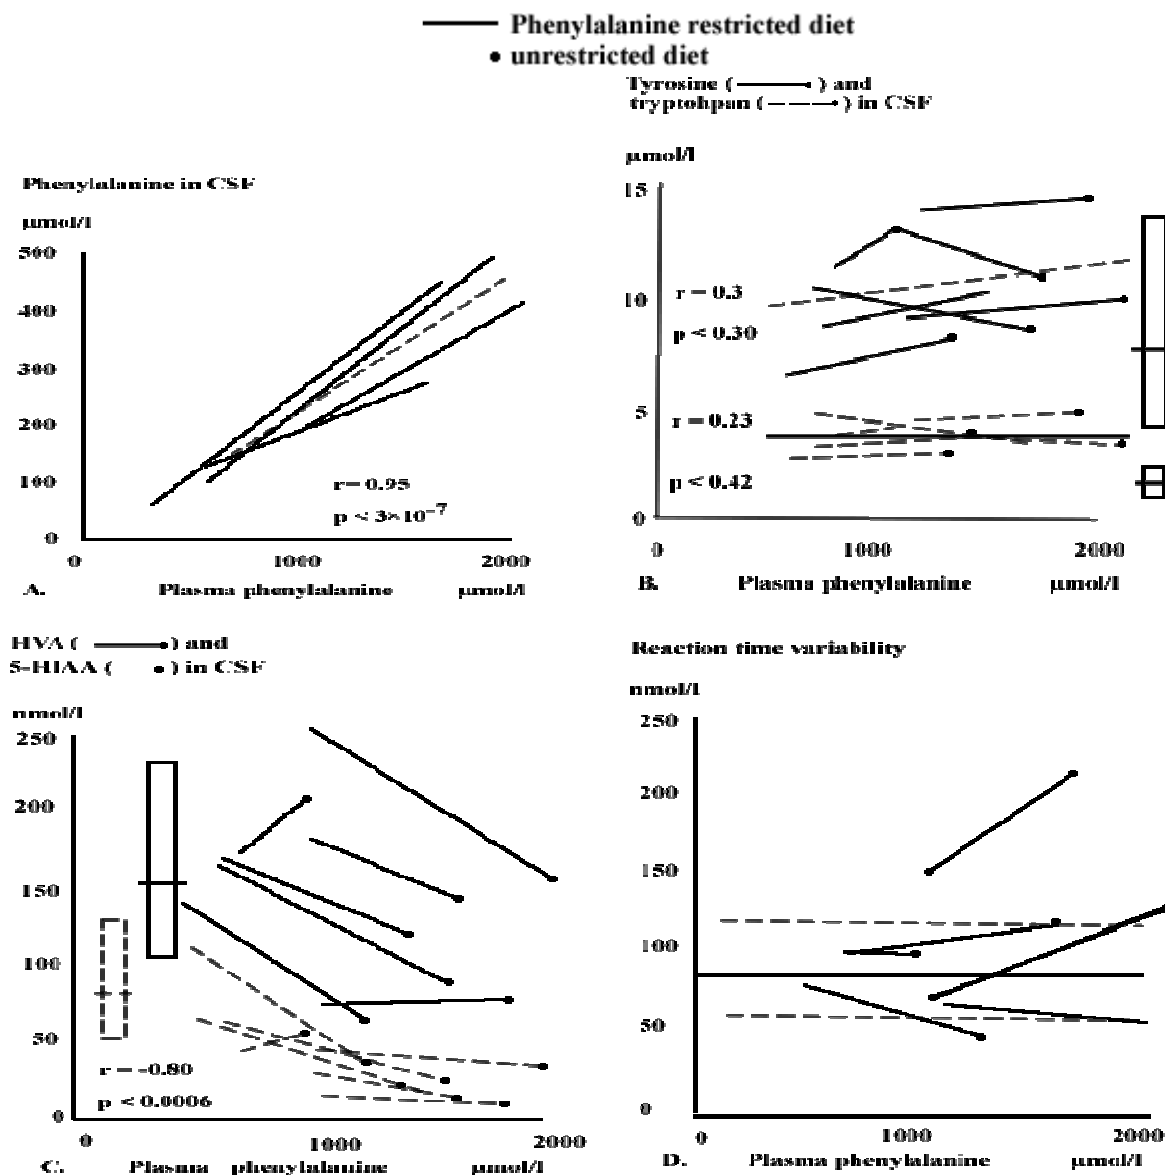 Phenylalanine restricted diet
unrestricted diet
Tyrosine ( ) and
tryptohpan ( ) in CSF
µmol/l
15
10
5
0
r = 0.3
p < 0.30
r = 0.23
p < 0.42
0 1000 2000
B. Plasma phenylalanine µmol/l
Phenylalanine in CSF
µmol/l
500
400
300
200
100
0
r= 0.95
p < 3×10⁻⁷
0 1000 2000
A. Plasma phenylalanine µmol/l
HVA ( ) and
5-HIAA ( ) in CSF
nmol/l
250
200
150
100
50
0
r = -0.80
p < 0.0006
0 1000 2000
C. Plasma phenylalanine µmol/l
Reaction time variability
nmol/l
250
200
150
100
50
0
0 1000 2000
D. Plasma phenylalanine µmol/l